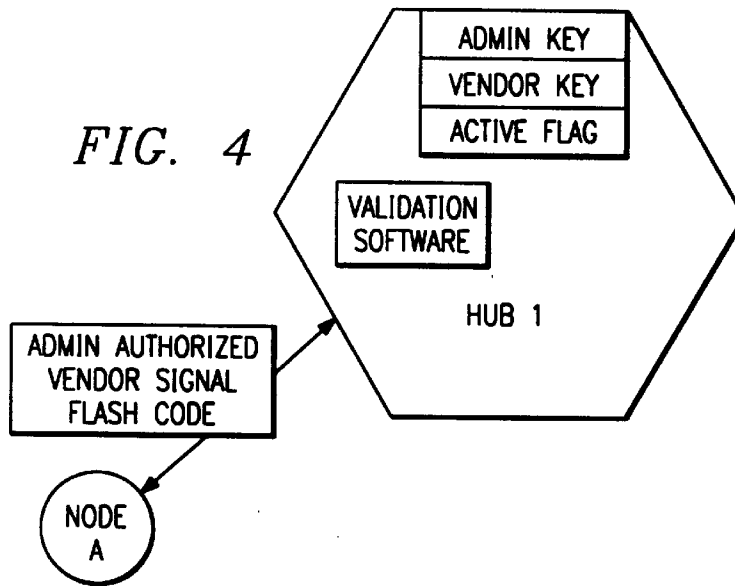 FIG. 4
ADMIN KEY
VENDOR KEY
ACTIVE FLAG
VALIDATION
SOFTWARE
HUB 1
ADMIN AUTHORIZED
VENDOR SIGNAL
FLASH CODE
NODE
A